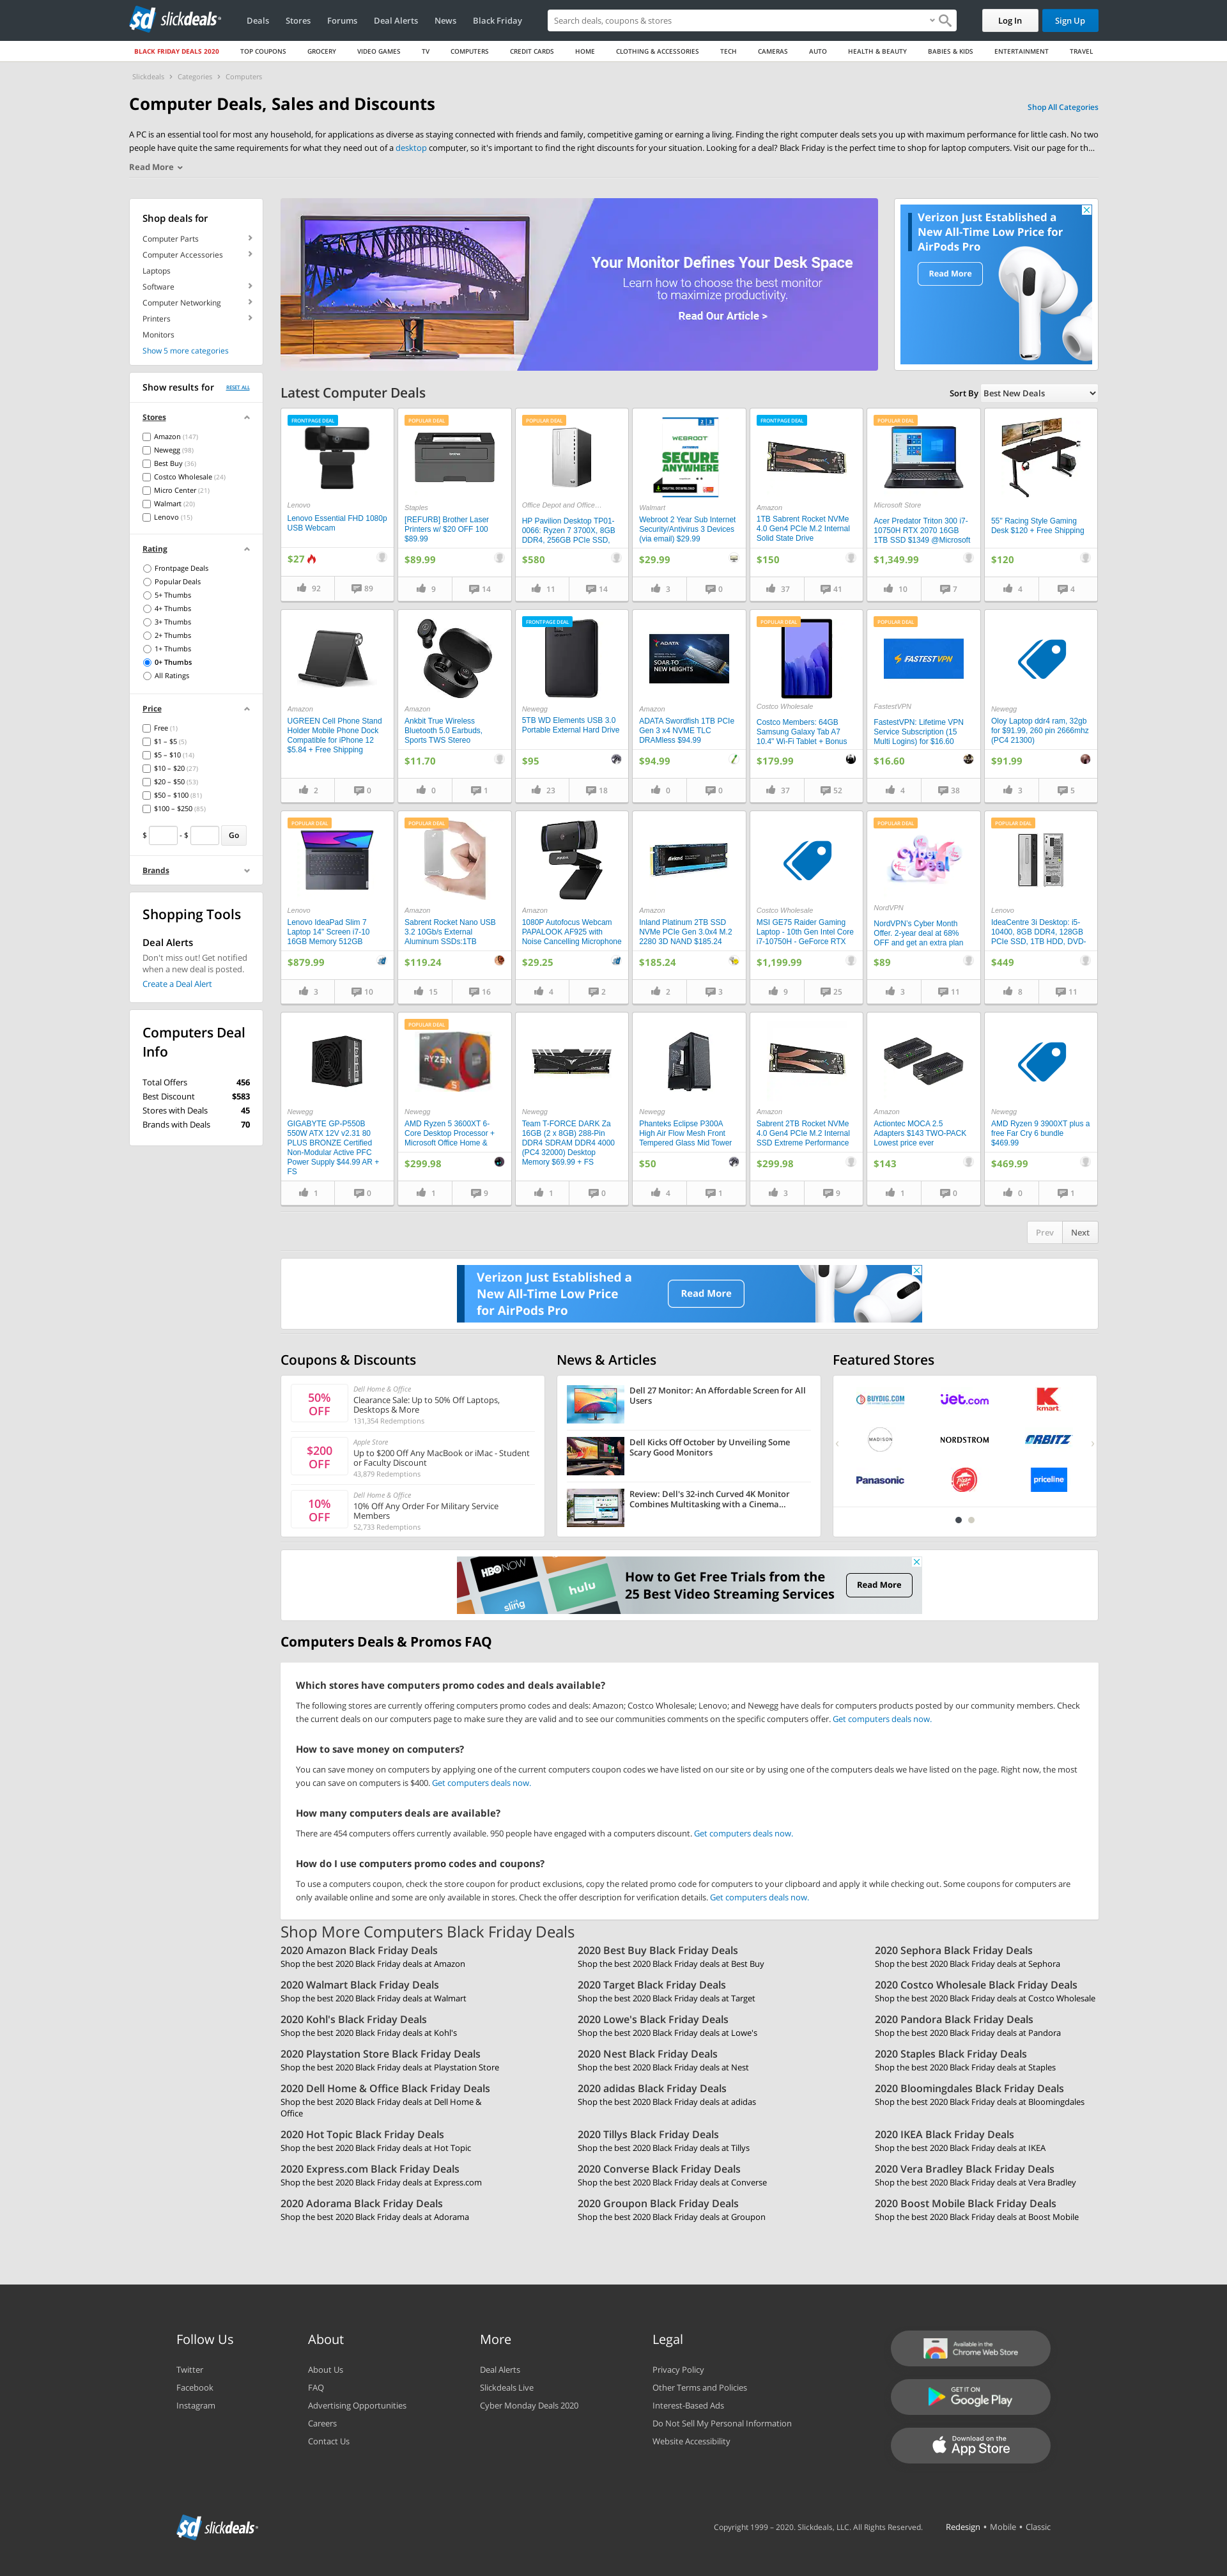 slickdeals
Deals
Stores
Forums
Deal Alerts
News
Black Friday
Search deals, coupons & stores
Log In
Sign Up
BLACK FRIDAY DEALS 2020
TOP COUPONS
GROCERY
VIDEO GAMES
TV
COMPUTERS
CREDIT CARDS
HOME
CLOTHING & ACCESSORIES
TECH
CAMERAS
AUTO
HEALTH & BEAUTY
BABIES & KIDS
ENTERTAINMENT
TRAVEL
Slickdeals › Categories › Computers
Computer Deals, Sales and Discounts
Shop All Categories
A PC is an essential tool for most any household, for applications as diverse as staying connected with friends and family, competitive gaming or earning a living. Finding the right computer deals sets you up with maximum performance for little cash. No two
people have quite the same requirements for what they need out of a desktop computer, so it's important to find the right discounts for your situation. Looking for a deal? Black Friday is the perfect time to shop for laptop computers. Visit our page for th...
Read More
Shop deals for
Computer Parts
Computer Accessories
Laptops
Software
Computer Networking
Printers
Monitors
Show 5 more categories
Your Monitor Defines Your Desk Space
Learn how to choose the best monitor
to maximize productivity.
Read Our Article >
Verizon Just Established a
New All-Time Low Price for
AirPods Pro
Read More
Show results for
RESET ALL
Stores
Amazon (147)
Newegg (98)
Best Buy (36)
Costco Wholesale (24)
Micro Center (21)
Walmart (20)
Lenovo (15)
Rating
Frontpage Deals
Popular Deals
5+ Thumbs
4+ Thumbs
3+ Thumbs
2+ Thumbs
1+ Thumbs
0+ Thumbs
All Ratings
Price
Free (1)
$1 – $5 (5)
$5 – $10 (14)
$10 – $20 (27)
$20 – $50 (53)
$50 – $100 (81)
$100 – $250 (85)
$ - $ Go
Brands
Shopping Tools
Deal Alerts
Don't miss out! Get notified
when a new deal is posted.
Create a Deal Alert
Computers Deal
Info
Total Offers 456
Best Discount $583
Stores with Deals 45
Brands with Deals 70
Latest Computer Deals
Sort By Best New Deals
FRONTPAGE DEAL
Lenovo
Lenovo Essential FHD 1080p
USB Webcam
$27
92 89
POPULAR DEAL
Staples
[REFURB] Brother Laser
Printers w/ $20 OFF 100
$89.99
$89.99
9 14
POPULAR DEAL
Office Depot and Office...
HP Pavilion Desktop TP01-
0066: Ryzen 7 3700X, 8GB
DDR4, 256GB PCIe SSD,
$580
11 14
WEBROOT
SECURE
ANYWHERE
Walmart
Webroot 2 Year Sub Internet
Security/Antivirus 3 Devices
(via email) $29.99
$29.99
3 0
FRONTPAGE DEAL
Amazon
1TB Sabrent Rocket NVMe
4.0 Gen4 PCIe M.2 Internal
Solid State Drive
$150
37 41
POPULAR DEAL
Microsoft Store
Acer Predator Triton 300 i7-
10750H RTX 2070 16GB
1TB SSD $1349 @Microsoft
$1,349.99
10 7
55" Racing Style Gaming
Desk $120 + Free Shipping
$120
4 4
Amazon
UGREEN Cell Phone Stand
Holder Mobile Phone Dock
Compatible for iPhone 12
$5.84 + Free Shipping
2 0
Amazon
Ankbit True Wireless
Bluetooth 5.0 Earbuds,
Sports TWS Stereo
$11.70
0 1
FRONTPAGE DEAL
Newegg
5TB WD Elements USB 3.0
Portable External Hard Drive
$95
23 18
ADATA
SOAR TO
NEW HEIGHTS
Amazon
ADATA Swordfish 1TB PCIe
Gen 3 x4 NVME TLC
DRAMless $94.99
$94.99
0 0
POPULAR DEAL
Costco Wholesale
Costco Members: 64GB
Samsung Galaxy Tab A7
10.4" Wi-Fi Tablet + Bonus
$179.99
37 52
POPULAR DEAL
FASTESTVPN
FastestVPN
FastestVPN: Lifetime VPN
Service Subscription (15
Multi Logins) for $16.60
$16.60
4 38
Newegg
Oloy Laptop ddr4 ram, 32gb
for $91.99, 260 pin 2666mhz
(PC4 21300)
$91.99
3 5
POPULAR DEAL
Lenovo
Lenovo IdeaPad Slim 7
Laptop 14" Screen i7-10
16GB Memory 512GB
$879.99
3 10
POPULAR DEAL
Amazon
Sabrent Rocket Nano USB
3.2 10Gb/s External
Aluminum SSDs:1TB
$119.24
15 16
Amazon
1080P Autofocus Webcam
PAPALOOK AF925 with
Noise Cancelling Microphone
$29.25
4 2
Inland
Amazon
Inland Platinum 2TB SSD
NVMe PCIe Gen 3.0x4 M.2
2280 3D NAND $185.24
$185.24
2 3
Costco Wholesale
MSI GE75 Raider Gaming
Laptop - 10th Gen Intel Core
i7-10750H - GeForce RTX
$1,199.99
9 25
POPULAR DEAL
Cyber
Deal
NordVPN
NordVPN's Cyber Month
Offer. 2-year deal at 68%
OFF and get an extra plan
$89
3 11
POPULAR DEAL
Lenovo
IdeaCentre 3i Desktop: i5-
10400, 8GB DDR4, 128GB
PCIe SSD, 1TB HDD, DVD-
$449
8 11
Newegg
GIGABYTE GP-P550B
550W ATX 12V v2.31 80
PLUS BRONZE Certified
Non-Modular Active PFC
Power Supply $44.99 AR +
FS
1 0
POPULAR DEAL
RYZEN
Newegg
AMD Ryzen 5 3600XT 6-
Core Desktop Processor +
Microsoft Office Home &
$299.98
1 9
Newegg
Team T-FORCE DARK Za
16GB (2 x 8GB) 288-Pin
DDR4 SDRAM DDR4 4000
(PC4 32000) Desktop
Memory $69.99 + FS
1 0
Newegg
Phanteks Eclipse P300A
High Air Flow Mesh Front
Tempered Glass Mid Tower
$50
4 1
Amazon
Sabrent 2TB Rocket NVMe
4.0 Gen4 PCIe M.2 Internal
SSD Extreme Performance
$299.98
3 9
Amazon
Actiontec MOCA 2.5
Adapters $143 TWO-PACK
Lowest price ever
$143
1 0
Newegg
AMD Ryzen 9 3900XT plus a
free Far Cry 6 bundle
$469.99
$469.99
0 1
Prev
Next
Verizon Just Established a
New All-Time Low Price
for AirPods Pro
Read More
Coupons & Discounts
50%
OFF
Dell Home & Office
Clearance Sale: Up to 50% Off Laptops,
Desktops & More
131,354 Redemptions
$200
OFF
Apple Store
Up to $200 Off Any MacBook or iMac - Student
or Faculty Discount
43,879 Redemptions
10%
OFF
Dell Home & Office
10% Off Any Order For Military Service
Members
52,733 Redemptions
News & Articles
Dell 27 Monitor: An Affordable Screen for All
Users
Dell Kicks Off October by Unveiling Some
Scary Good Monitors
Review: Dell's 32-inch Curved 4K Monitor
Combines Multitasking with a Cinema...
Featured Stores
BUYDIG.COM
jet.com
kmart
MADISON
NORDSTROM
ORBITZ
Panasonic
Pizza Hut
priceline
HBO NOW
sling
hulu
How to Get Free Trials from the
25 Best Video Streaming Services
Read More
Computers Deals & Promos FAQ
Which stores have computers promo codes and deals available?
The following stores are currently offering computers promo codes and deals: Amazon; Costco Wholesale; Lenovo; and Newegg have deals for computers products posted by our community members. Check
the current deals on our computers page to make sure they are valid and to see our communities comments on the specific computers offer. Get computers deals now.
How to save money on computers?
You can save money on computers by applying one of the current computers coupon codes we have listed on our site or by using one of the computers deals we have listed on the page. Right now, the most
you can save on computers is $400. Get computers deals now.
How many computers deals are available?
There are 454 computers offers currently available. 950 people have engaged with a computers discount. Get computers deals now.
How do I use computers promo codes and coupons?
To use a computers coupon, check the store coupon for product exclusions, copy the related promo code for computers to your clipboard and apply it while checking out. Some coupons for computers are
only available online and some are only available in stores. Check the offer description for verification details. Get computers deals now.
Shop More Computers Black Friday Deals
2020 Amazon Black Friday Deals
Shop the best 2020 Black Friday deals at Amazon
2020 Best Buy Black Friday Deals
Shop the best 2020 Black Friday deals at Best Buy
2020 Sephora Black Friday Deals
Shop the best 2020 Black Friday deals at Sephora
2020 Walmart Black Friday Deals
Shop the best 2020 Black Friday deals at Walmart
2020 Target Black Friday Deals
Shop the best 2020 Black Friday deals at Target
2020 Costco Wholesale Black Friday Deals
Shop the best 2020 Black Friday deals at Costco Wholesale
2020 Kohl's Black Friday Deals
Shop the best 2020 Black Friday deals at Kohl's
2020 Lowe's Black Friday Deals
Shop the best 2020 Black Friday deals at Lowe's
2020 Pandora Black Friday Deals
Shop the best 2020 Black Friday deals at Pandora
2020 Playstation Store Black Friday Deals
Shop the best 2020 Black Friday deals at Playstation Store
2020 Nest Black Friday Deals
Shop the best 2020 Black Friday deals at Nest
2020 Staples Black Friday Deals
Shop the best 2020 Black Friday deals at Staples
2020 Dell Home & Office Black Friday Deals
Shop the best 2020 Black Friday deals at Dell Home &
Office
2020 adidas Black Friday Deals
Shop the best 2020 Black Friday deals at adidas
2020 Bloomingdales Black Friday Deals
Shop the best 2020 Black Friday deals at Bloomingdales
2020 Hot Topic Black Friday Deals
Shop the best 2020 Black Friday deals at Hot Topic
2020 Tillys Black Friday Deals
Shop the best 2020 Black Friday deals at Tillys
2020 IKEA Black Friday Deals
Shop the best 2020 Black Friday deals at IKEA
2020 Express.com Black Friday Deals
Shop the best 2020 Black Friday deals at Express.com
2020 Converse Black Friday Deals
Shop the best 2020 Black Friday deals at Converse
2020 Vera Bradley Black Friday Deals
Shop the best 2020 Black Friday deals at Vera Bradley
2020 Adorama Black Friday Deals
Shop the best 2020 Black Friday deals at Adorama
2020 Groupon Black Friday Deals
Shop the best 2020 Black Friday deals at Groupon
2020 Boost Mobile Black Friday Deals
Shop the best 2020 Black Friday deals at Boost Mobile
Follow Us
Twitter
Facebook
Instagram
About
About Us
FAQ
Advertising Opportunities
Careers
Contact Us
More
Deal Alerts
Slickdeals Live
Cyber Monday Deals 2020
Legal
Privacy Policy
Other Terms and Policies
Interest-Based Ads
Do Not Sell My Personal Information
Website Accessibility
Available in the
Chrome Web Store
GET IT ON
Google Play
Download on the
App Store
slickdeals
Copyright 1999 – 2020. Slickdeals, LLC. All Rights Reserved.
Redesign • Mobile • Classic